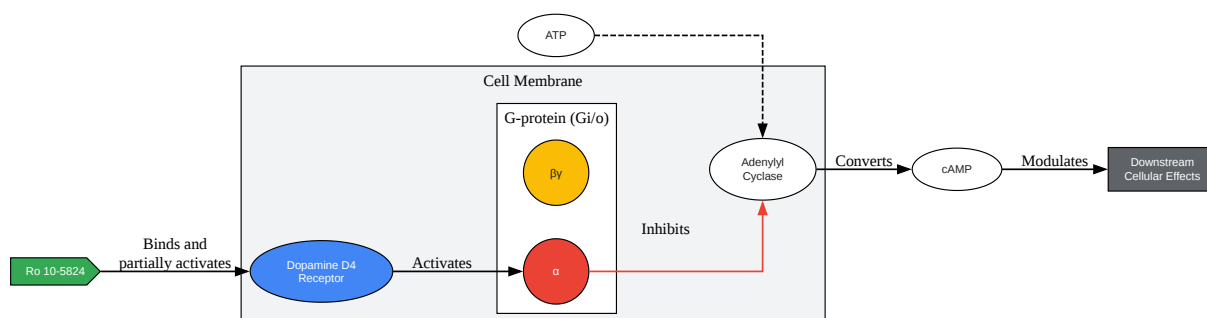 ATP
Cell Membrane
G-protein (Gi/o)
βγ
Adenylyl
Cyclase
Converts
cAMP
Modulates
Downstream
Cellular Effects
Inhibits
Binds and
partially activates
Ro 10-5824
Dopamine D4
Receptor
Activates
α